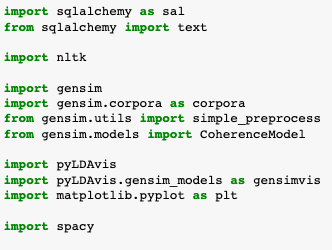 import sqlalchemy as sal
from sqlalchemy import text
import nltk
import gensim
import gensim.corpora as corpora
from gensim.utils import simple_preprocess
from gensim.models import CoherenceModel
import pyLDAvis
import pyLDAvis.gensim_models as gensimvis
import matplotlib.pyplot as plt
import spacy